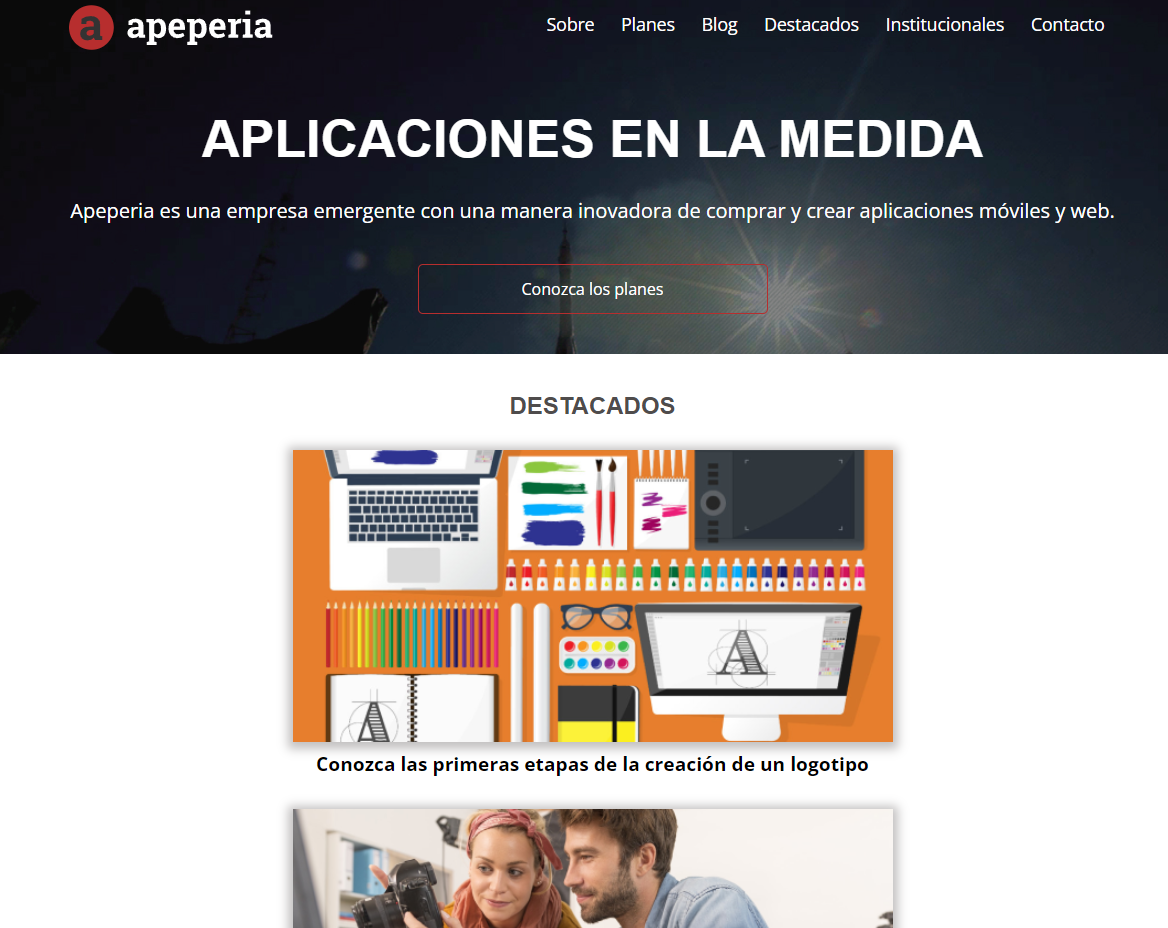 a apeperia
Sobre Planes Blog Destacados Institucionales Contacto
APLICACIONES EN LA MEDIDA
Apeperia es una empresa emergente con una manera inovadora de comprar y crear aplicaciones móviles y web.
Conozca los planes
DESTACADOS
A
A
Conozca las primeras etapas de la creación de un logotipo